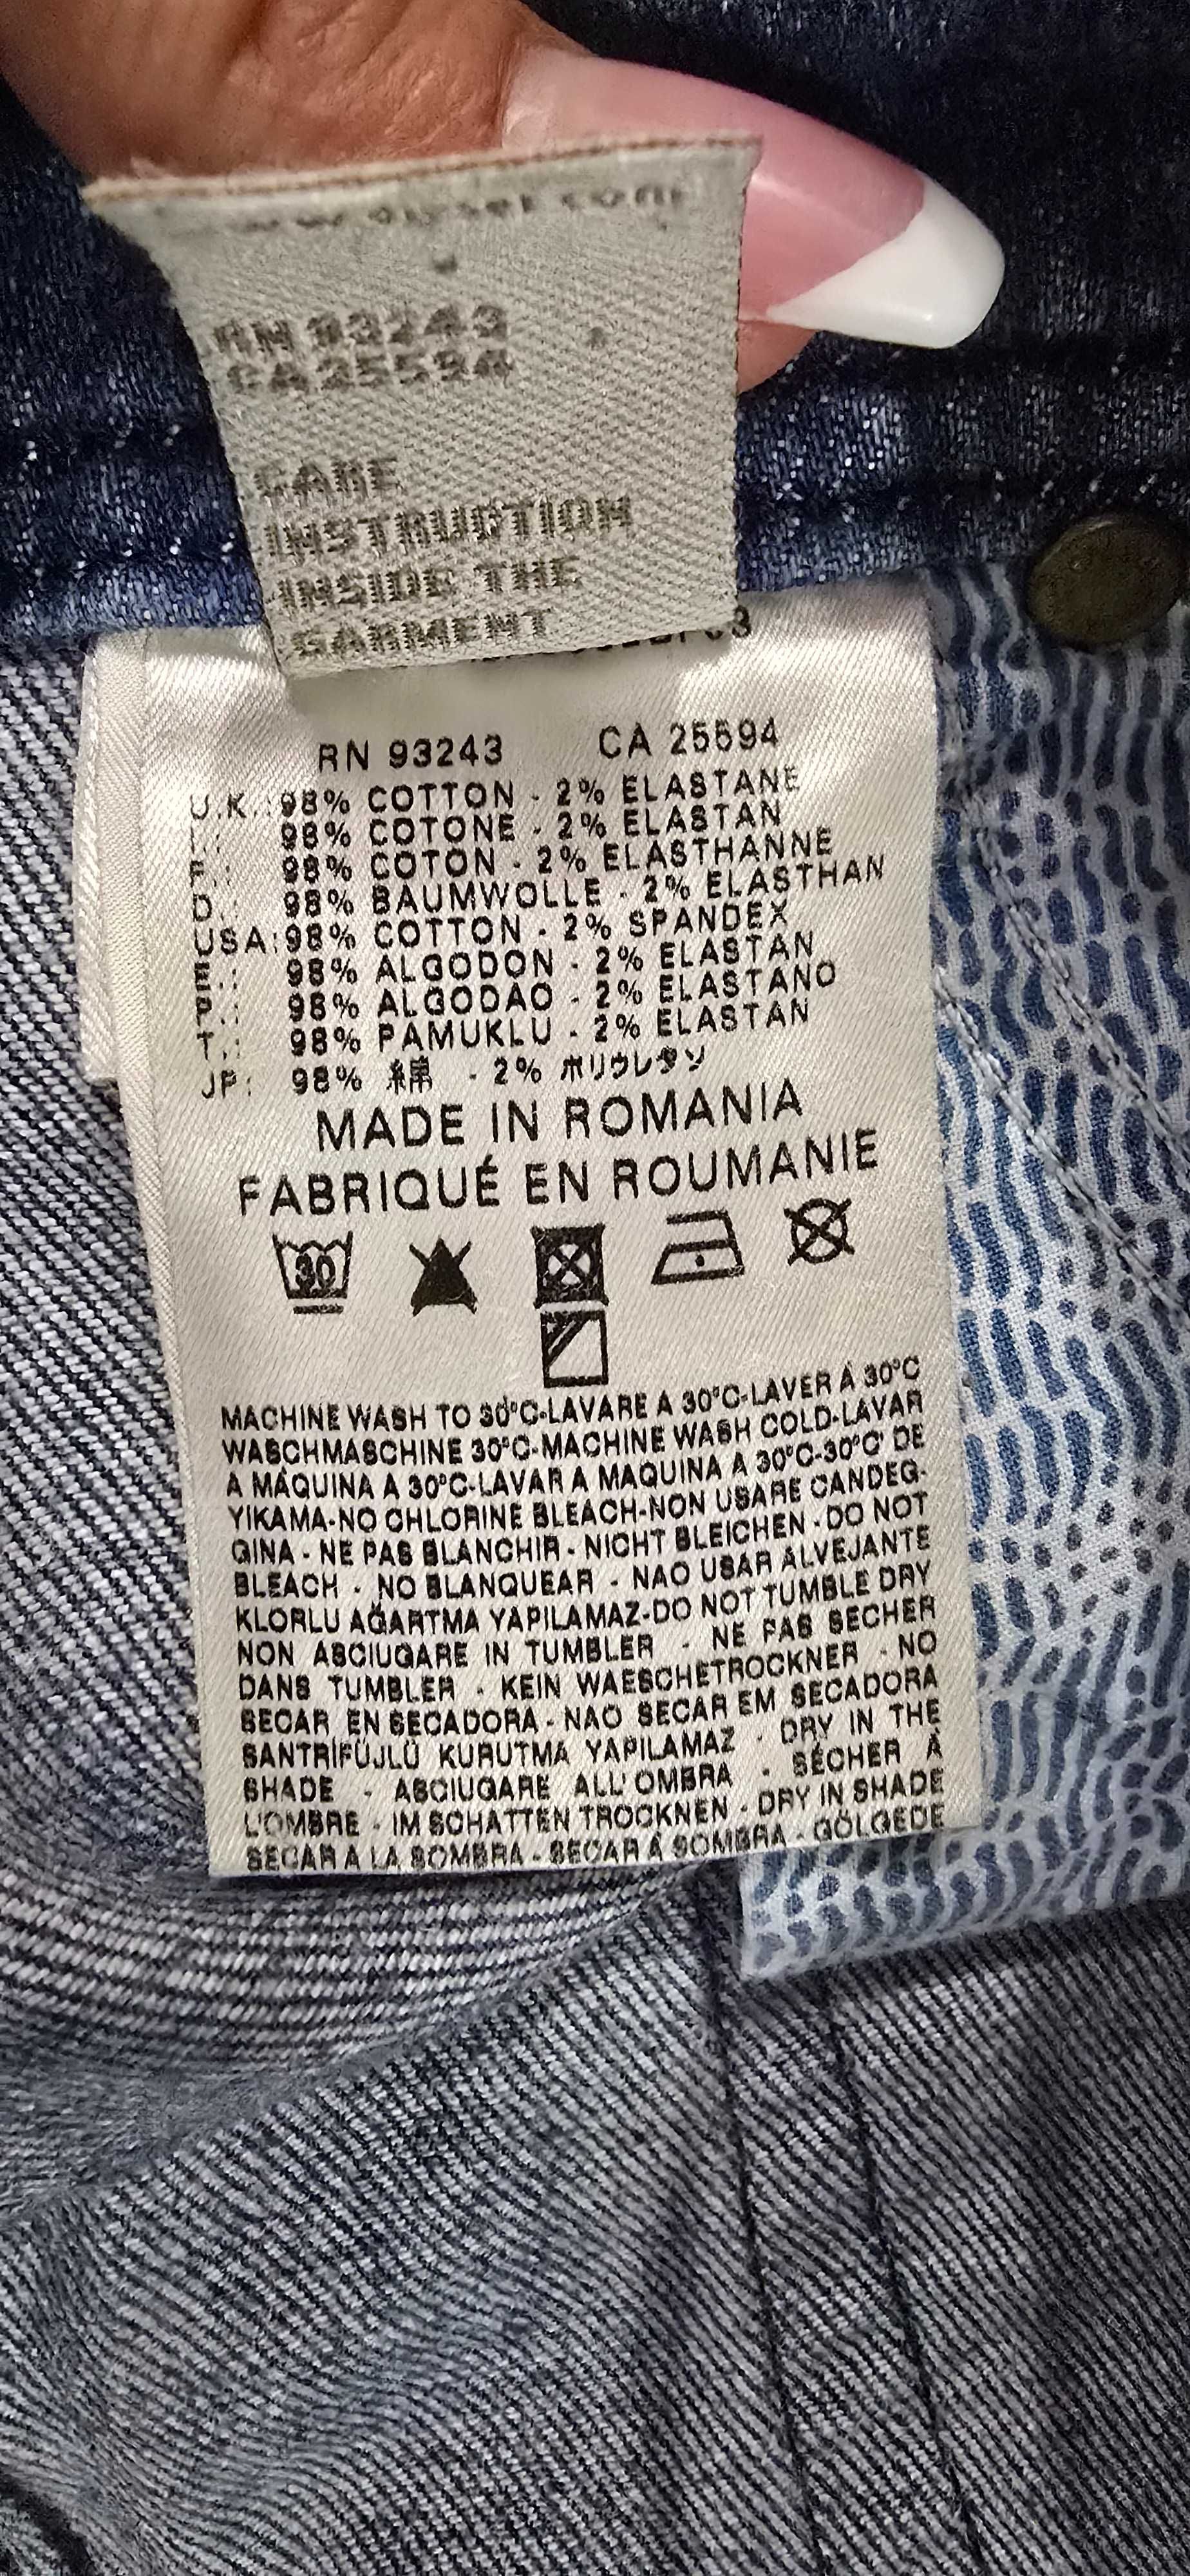 RN 93243
CA 25594
CARE
INSTRUCTION
INSIDE THE
GARMENT
RN 93243 CA 25594
U.K.: 98% COTTON - 2% ELASTANE
I.: 98% COTONE - 2% ELASTAN
F.: 98% COTON - 2% ELASTHANNE
D.: 98% BAUMWOLLE - 2% ELASTHAN
USA: 98% COTTON - 2% SPANDEX
E.: 98% ALGODON - 2% ELASTAN
P.: 98% ALGODAO - 2% ELASTANO
T.: 98% PAMUKLU - 2% ELASTAN
JP: 98% 綿 - 2% ホリウレタソ
MADE IN ROMANIA
FABRIQUÉ EN ROUMANIE
30
MACHINE WASH TO 30°C-LAVARE A 30°C-LAVER À 30°C
WASCHMASCHINE 30°C-MACHINE WASH COLD-LAVAR
A MÁQUINA A 30°C-LAVAR A MAQUINA A 30°C-30°C' DE
YIKAMA-NO CHLORINE BLEACH-NON USARE CANDEG-
GINA - NE PAS BLANCHIR - NICHT BLEICHEN - DO NOT
BLEACH - NO BLANQUEAR - NAO USAR ALVEJANTE
KLORLU AĞARTMA YAPILAMAZ-DO NOT TUMBLE DRY
NON ASCIUGARE IN TUMBLER - NE PAS SECHER
DANS TUMBLER - KEIN WAESCHETROCKNER - NO
SECAR EN SECADORA - NAO SECAR EM SECADORA
SANTRİFÜJLÜ KURUTMA YAPILAMAZ - DRY IN THE
SHADE - ASCIUGARE ALL'OMBRA - SÉCHER À
L'OMBRE - IM SCHATTEN TROCKNEN - DRY IN SHADE
SECAR A LA SOMBRA - SECAR Á SOMBRA - GÖLGEDE